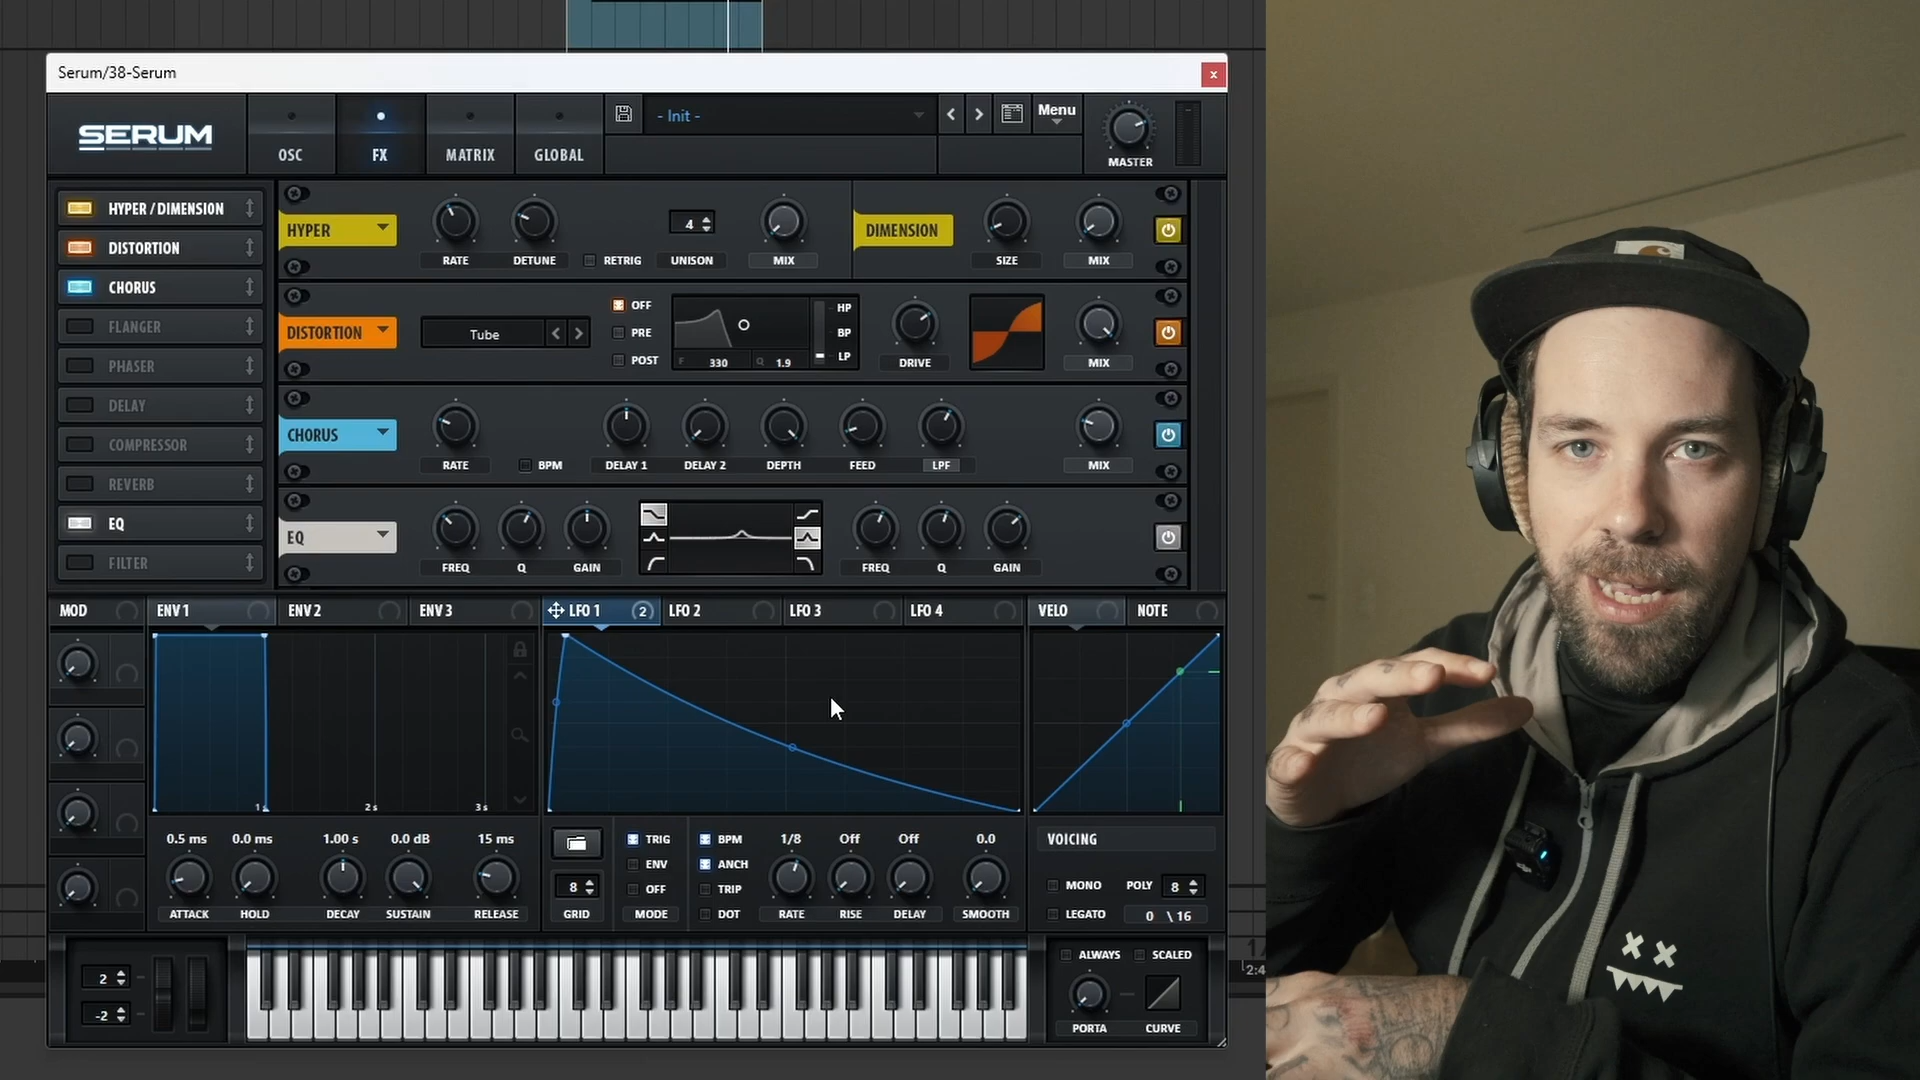 Serum/38-Serum
x
SERUM
OSC
FX
MATRIX
GLOBAL
- Init -
Menu
MASTER
HYPER / DIMENSION
DISTORTION
CHORUS
FLANGER
PHASER
DELAY
COMPRESSOR
REVERB
EQ
FILTER
HYPER
RATE
DETUNE
RETRIG
4
UNISON
MIX
DIMENSION
SIZE
MIX
DISTORTION
Tube
OFF
PRE
POST
F 330 Q 1.9
HP
BP
LP
DRIVE
MIX
CHORUS
RATE
BPM
DELAY 1
DELAY 2
DEPTH
FEED
LPF
MIX
EQ
FREQ
Q
GAIN
FREQ
Q
GAIN
MOD
ENV 1
ENV 2
ENV 3
LFO 1
2
LFO 2
LFO 3
LFO 4
VELO
NOTE
1s
2s
3s
0.5 ms
0.0 ms
1.00 s
0.0 dB
15 ms
ATTACK
HOLD
DECAY
SUSTAIN
RELEASE
8
GRID
TRIG
ENV
OFF
MODE
BPM
ANCH
TRIP
DOT
1/8
Off
Off
0.0
RATE
RISE
DELAY
SMOOTH
VOICING
MONO
POLY
8
LEGATO
0 \ 16
2
-2
ALWAYS
SCALED
PORTA
CURVE
2:4